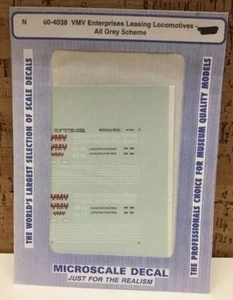 N 60-4038 VMV Enterprises Leasing Locomotives -
All Grey Scheme
THE WORLD'S LARGEST SELECTION OF SCALE DECALS
THE PROFESSIONALS CHOICE FOR MUSEUM QUALITY MODELS
VMV
VMV
VMV
VMV
VMV
MICROSCALE DECAL
JUST FOR THE REALISM